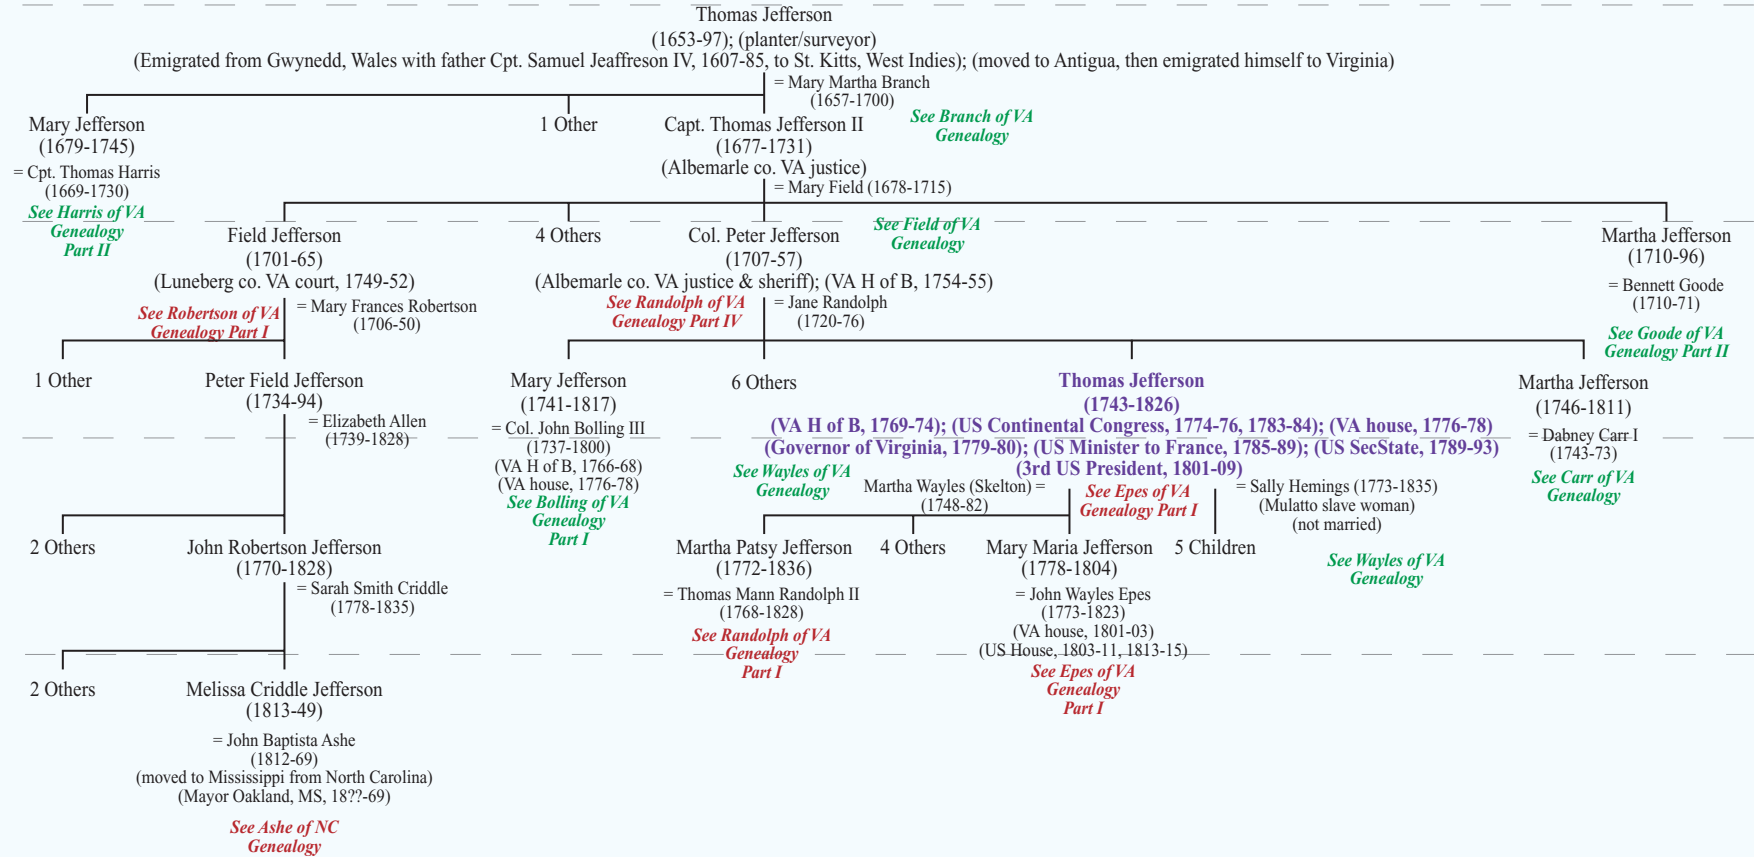 Thomas Jefferson
(1653-97); (planter/surveyor)
(Emigrated from Gwynedd, Wales with father Cpt. Samuel Jeaffreson IV, 1607-85, to St. Kitts, West Indies); (moved to Antigua, then emigrated himself to Virginia)
= Mary Martha Branch
(1657-1700)
See Branch of VA
Genealogy
Mary Jefferson
(1679-1745)
= Cpt. Thomas Harris
(1669-1730)
See Harris of VA
Genealogy
Part II
1 Other
Capt. Thomas Jefferson II
(1677-1731)
(Albemarle co. VA justice)
= Mary Field (1678-1715)
See Field of VA
Genealogy
Field Jefferson
(1701-65)
(Luneberg co. VA court, 1749-52)
See Robertson of VA
Genealogy Part I
= Mary Frances Robertson
(1706-50)
4 Others
Col. Peter Jefferson
(1707-57)
(Albemarle co. VA justice & sheriff); (VA H of B, 1754-55)
See Randolph of VA
Genealogy Part IV
= Jane Randolph
(1720-76)
Martha Jefferson
(1710-96)
= Bennett Goode
(1710-71)
See Goode of VA
Genealogy Part II
1 Other
Peter Field Jefferson
(1734-94)
= Elizabeth Allen
(1739-1828)
Mary Jefferson
(1741-1817)
= Col. John Bolling III
(1737-1800)
(VA H of B, 1766-68)
(VA house, 1776-78)
See Bolling of VA
Genealogy
Part I
6 Others
Thomas Jefferson
(1743-1826)
(VA H of B, 1769-74); (US Continental Congress, 1774-76, 1783-84); (VA house, 1776-78)
(Governor of Virginia, 1779-80); (US Minister to France, 1785-89); (US SecState, 1789-93)
(3rd US President, 1801-09)
See Wayles of VA
Genealogy
Martha Wayles (Skelton) =
(1748-82)
See Epes of VA
Genealogy Part I
= Sally Hemings (1773-1835)
(Mulatto slave woman)
(not married)
See Wayles of VA
Genealogy
Martha Jefferson
(1746-1811)
= Dabney Carr I
(1743-73)
See Carr of VA
Genealogy
2 Others
John Robertson Jefferson
(1770-1828)
= Sarah Smith Criddle
(1778-1835)
Martha Patsy Jefferson
(1772-1836)
= Thomas Mann Randolph II
(1768-1828)
See Randolph of VA
Genealogy
Part I
4 Others
Mary Maria Jefferson
(1778-1804)
= John Wayles Epes
(1773-1823)
(VA house, 1801-03)
(US House, 1803-11, 1813-15)
See Epes of VA
Genealogy
Part I
5 Children
2 Others
Melissa Criddle Jefferson
(1813-49)
= John Baptista Ashe
(1812-69)
(moved to Mississippi from North Carolina)
(Mayor Oakland, MS, 18??-69)
See Ashe of NC
Genealogy